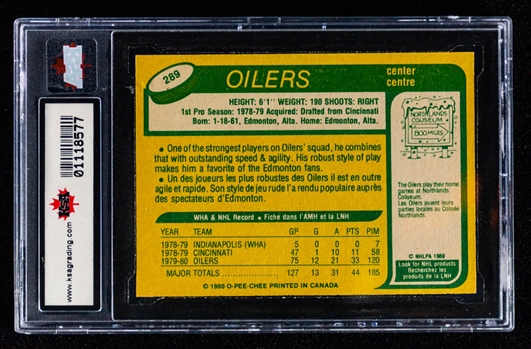 289
OILERS
center
centre
HEIGHT: 6'1" WEIGHT: 190 SHOOTS: RIGHT
1st Pro Season: 1978-79 Acquired: Drafted from Cincinnati
Born: 1-18-61, Edmonton, Alta. Home: Edmonton, Alta.
NORTHLANDS
COLISEUM
800 MILES
• One of the strongest players on Oilers' squad, he combines
that with outstanding speed & agility. His robust style of play
makes him a favorite of the Edmonton fans.
• Un des joueurs les plus robustes des Oilers il est en outre
agile et rapide. Son style de jeu rude l'a rendu populaire auprès
des spectateurs d'Edmonton.
The Oilers play their home
games at Northlands
Coliseum.
Les Oilers jouent leurs
parties locales au Colisée
Northlands.
WHA & NHL Record • Fiche dans l'AMH et la LNH
YEAR TEAM GP G A PTS PIM
1978-79 INDIANAPOLIS (WHA) 5 0 0 0 7
1978-79 CINCINNATI 47 1 10 11 58
1979-80 OILERS 75 12 21 33 120
MAJOR TOTALS 127 13 31 44 185
© 1980 O-PEE-CHEE PRINTED IN CANADA
© NHLPA 1980
Look for NHL products
Recherchez les
produits de la LNH
01118577
KSA
www.ksagrading.com